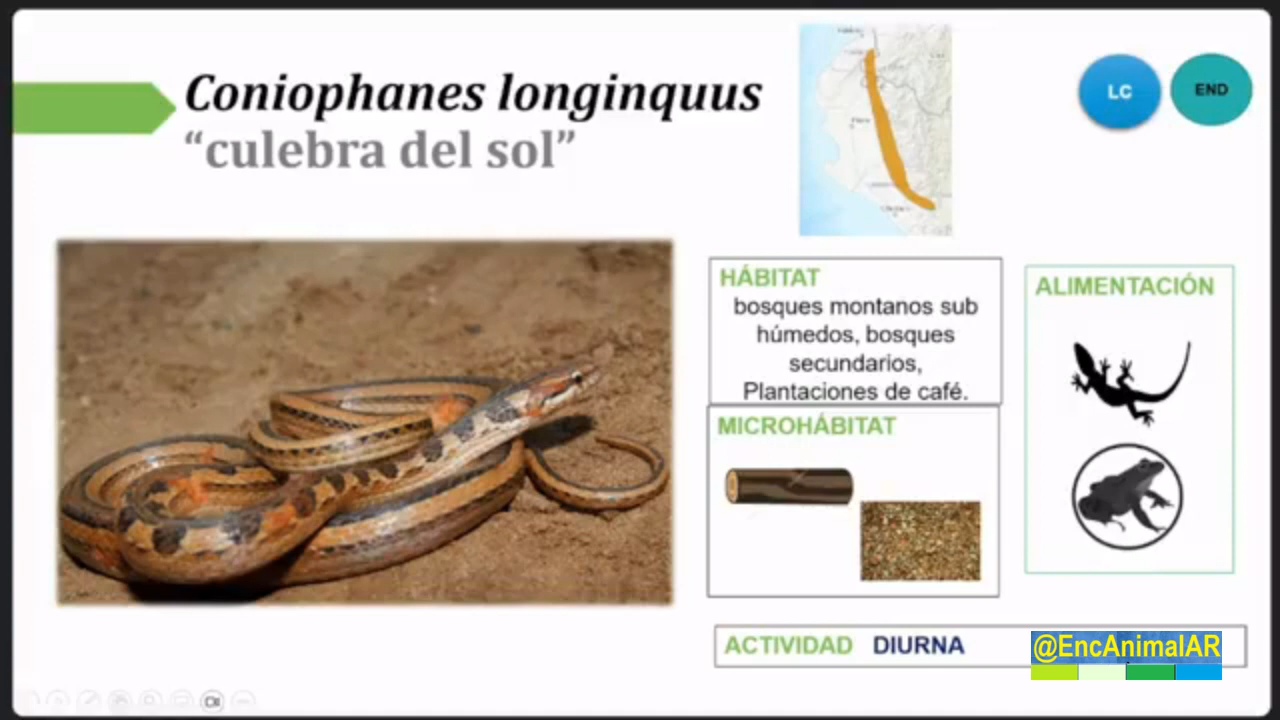 Coniophanes longinquus
“culebra del sol”
LC
END
HÁBITAT
bosques montanos sub
húmedos, bosques
secundarios,
Plantaciones de café.
ALIMENTACIÓN
MICROHÁBITAT
ACTIVIDAD DIURNA
@EncAnimalAR